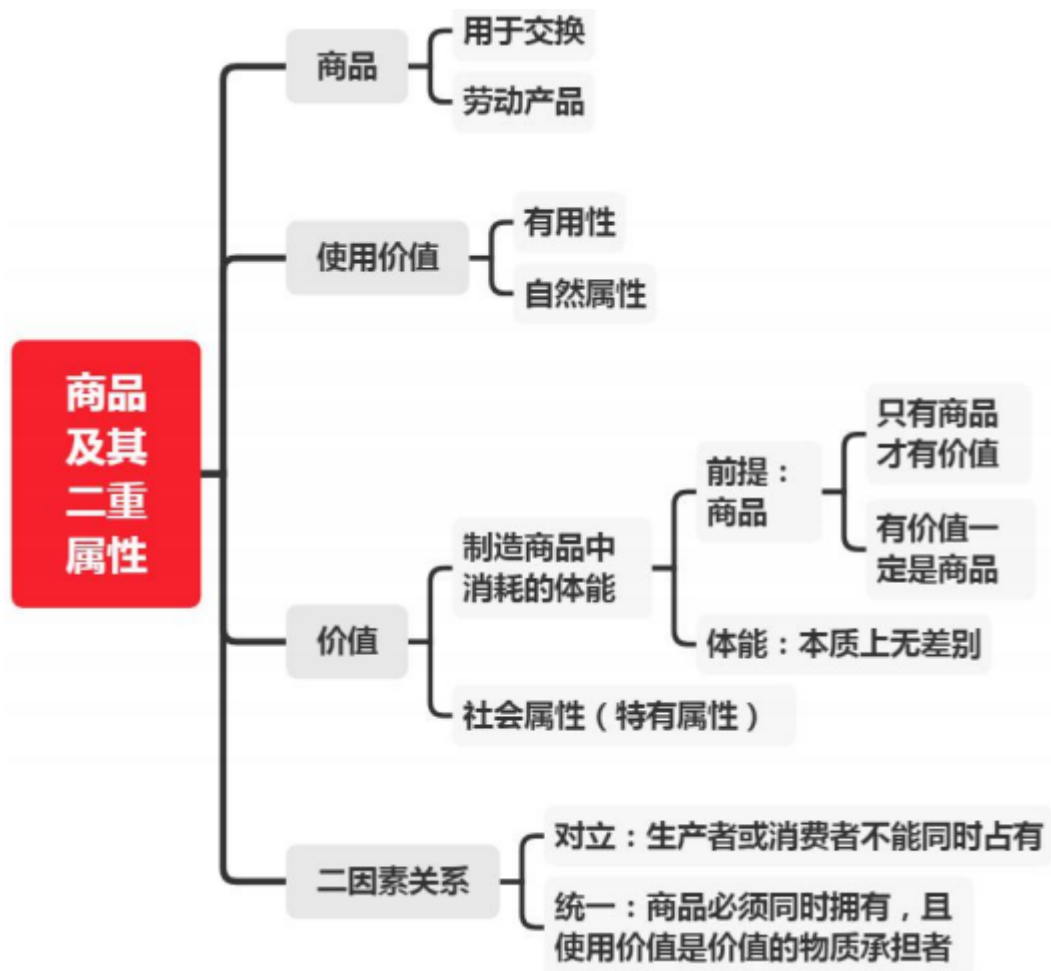 商品
及其
二重
属性
商品
用于交换
劳动产品
使用价值
有用性
自然属性
价值
制造商品中
消耗的体能
前提：
商品
只有商品
才有价值
有价值一
定是商品
体能：本质上无差别
社会属性（特有属性）
二因素关系
对立：生产者或消费者不能同时占有
统一：商品必须同时拥有，且
使用价值是价值的物质承担者